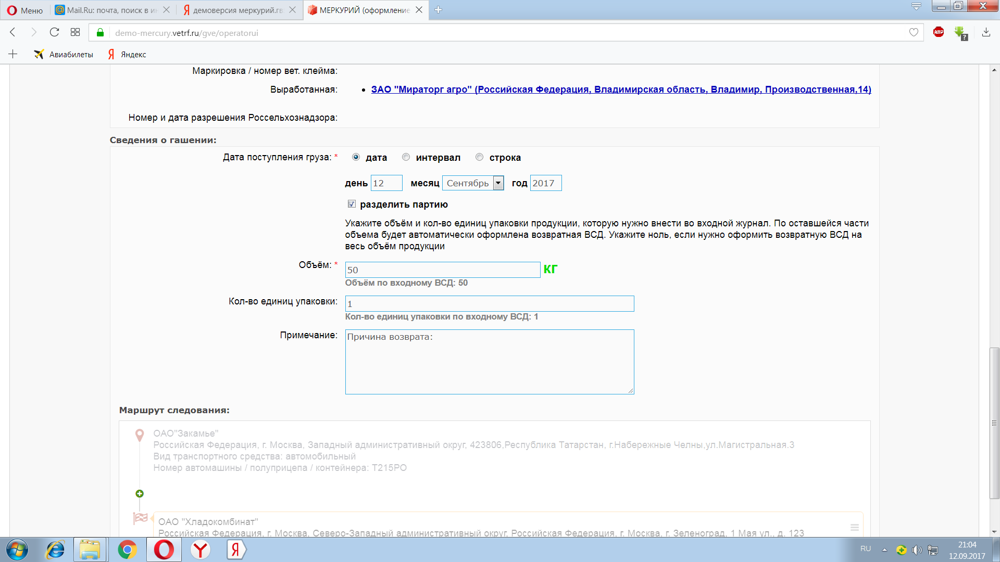 Меню
Mail.Ru: почта, поиск в ин
демоверсия меркурий.гв
МЕРКУРИЙ (оформление
demo-mercury.vetrf.ru/gve/operatorui
ABP
?
Авиабилеты
Яндекс
Маркировка / номер вет. клейма:
Выработанная:
• ЗАО "Мираторг агро" (Российская Федерация, Владимирская область, Владимир, Производственная,14)
Номер и дата разрешения Россельхознадзора:
Сведения о гашении:
Дата поступления груза: * дата интервал строка
день 12 месяц Сентябрь год 2017
разделить партию
Укажите объём и кол-во единиц упаковки продукции, которую нужно внести во входной журнал. По оставшейся части
объема будет автоматически оформлена возвратная ВСД. Укажите ноль, если нужно оформить возвратную ВСД на
весь объём продукции
Объём: * 50 кг
Объём по входному ВСД: 50
Кол-во единиц упаковки: 1
Кол-во единиц упаковки по входному ВСД: 1
Примечание: Причина возврата:
Маршрут следования:
ОАО"Закамье"
Российская Федерация, г. Москва, Западный административный округ, 423806,Республика Татарстан, г.Набережные Челны,ул.Магистральная.3
Вид транспортного средства: автомобильный
Номер автомашины / полуприцепа / контейнера: Т215РО
ОАО "Хладокомбинат"
Российская Федерация, г. Москва, Северо-Западный административный округ, Российская Федерация, г. Москва, г. Зеленоград, 1 Мая ул., д. 123
RU
21:04
12.09.2017